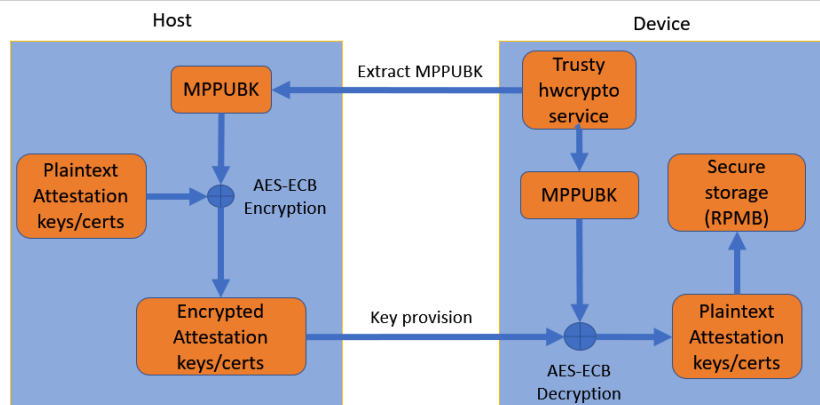 Host
Device
MPPUBK
Extract MPPUBK
Trusty
hwcrypto
service
Plaintext
Attestation
keys/certs
AES-ECB
Encryption
MPPUBK
Secure
storage
(RPMB)
Encrypted
Attestation
keys/certs
Key provision
AES-ECB
Decryption
Plaintext
Attestation
keys/certs